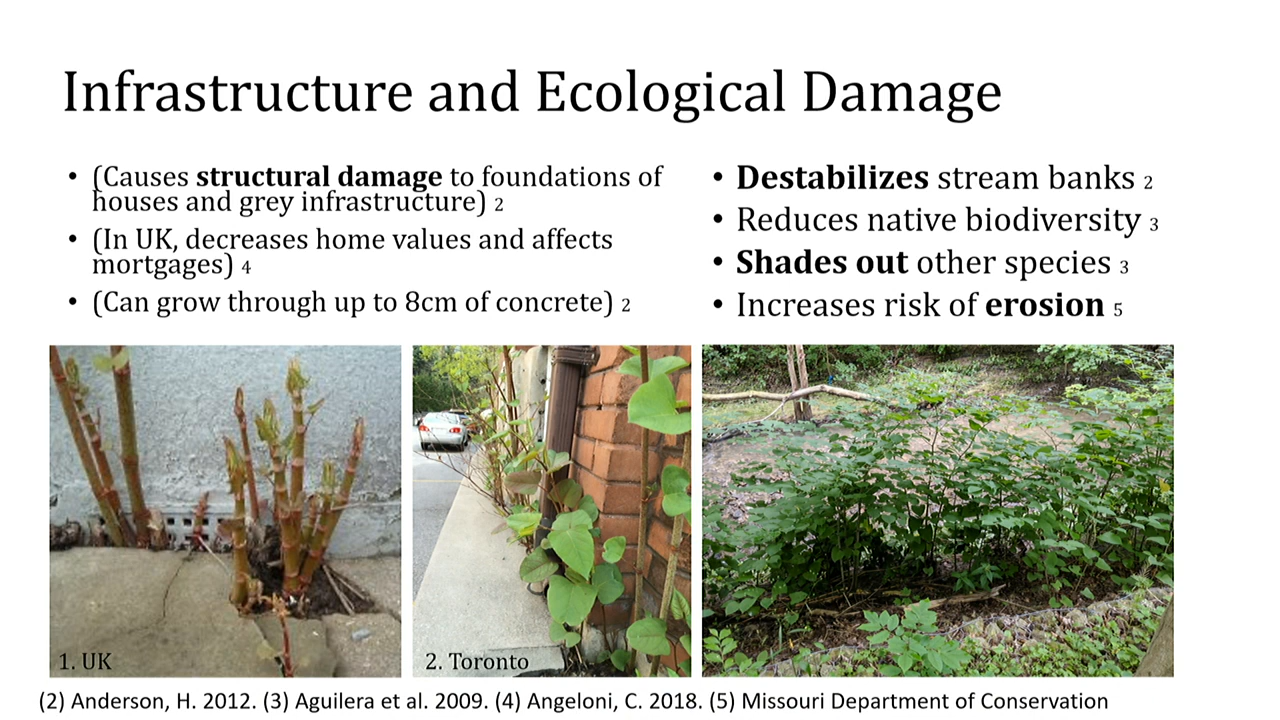 Infrastructure and Ecological Damage
• (Causes structural damage to foundations of
houses and grey infrastructure) 2
• (In UK, decreases home values and affects
mortgages) 4
• (Can grow through up to 8cm of concrete) 2
• Destabilizes stream banks 2
• Reduces native biodiversity 3
• Shades out other species 3
• Increases risk of erosion 5
1. UK
2. Toronto
(2) Anderson, H. 2012. (3) Aguilera et al. 2009. (4) Angeloni, C. 2018. (5) Missouri Department of Conservation